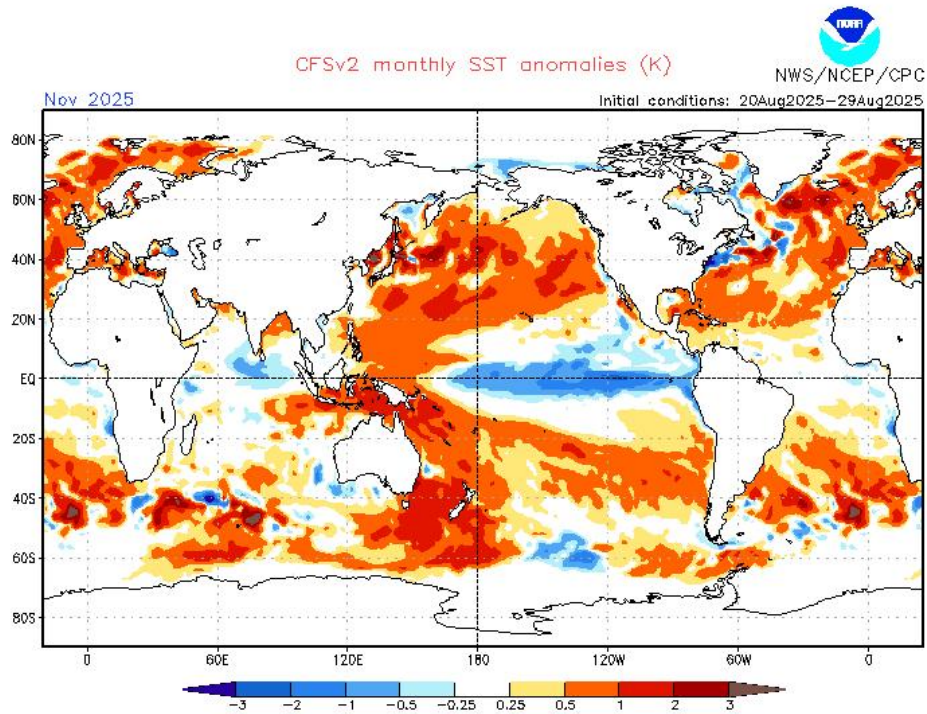 NOAA
CFSv2 monthly SST anomalies (K)
NWS/NCEP/CPC
Nov 2025
Initial conditions: 20Aug2025-29Aug2025
80N
60N
40N
20N
EQ
20S
40S
60S
80S
0 60E 120E 180 120W 60W 0
-3 -2 -1 -0.5 -0.25 0.25 0.5 1 2 3